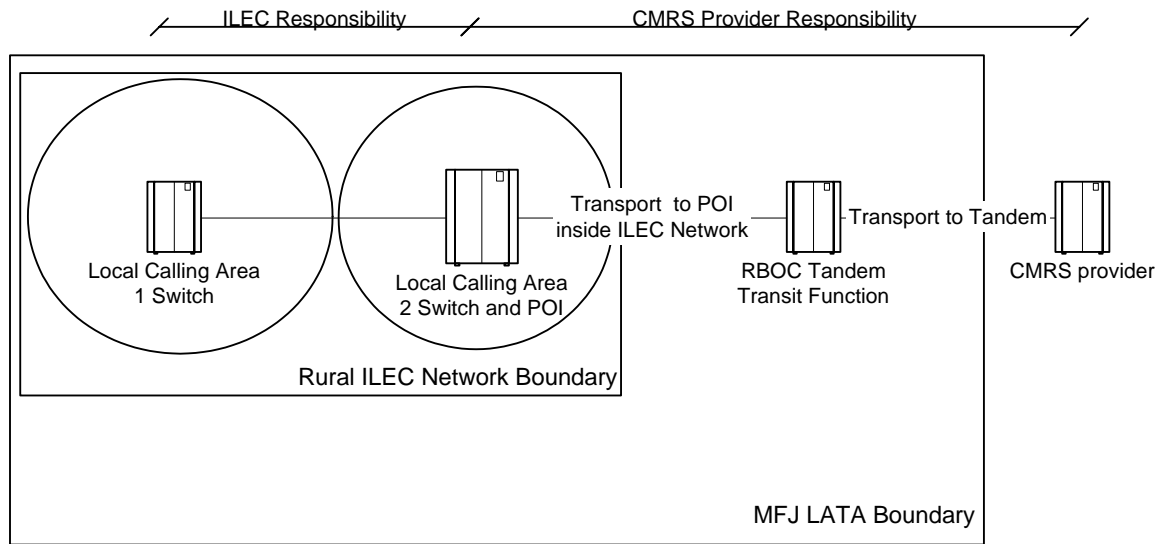 ILEC Responsibility
CMRS Provider Responsibility
Transport to POI
inside ILEC Network
Transport to Tandem
Local Calling Area
1 Switch
Local Calling Area
2 Switch and POI
RBOC Tandem
Transit Function
CMRS provider
Rural ILEC Network Boundary
MFJ LATA Boundary